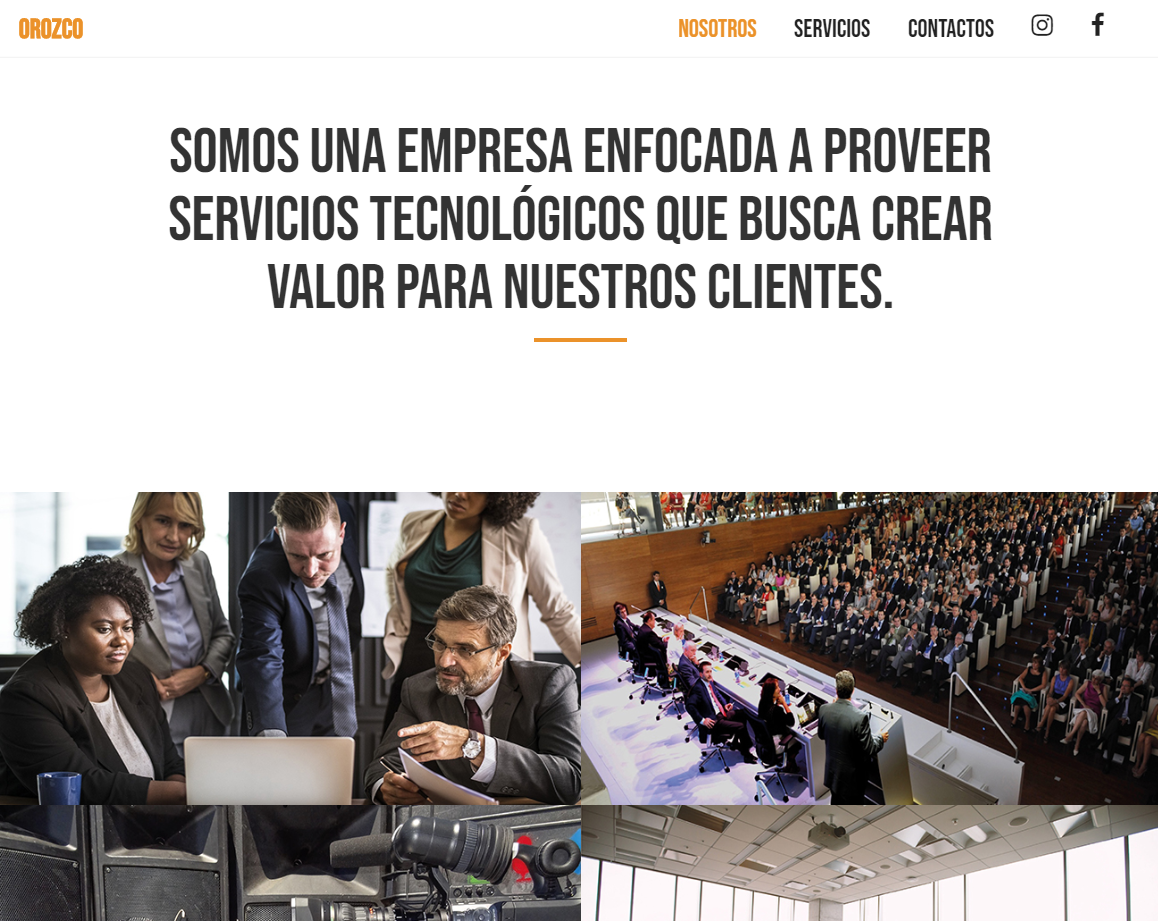 OROZCO
NOSOTROS SERVICIOS CONTACTOS
SOMOS UNA EMPRESA ENFOCADA A PROVEER
SERVICIOS TECNOLÓGICOS QUE BUSCA CREAR
VALOR PARA NUESTROS CLIENTES.